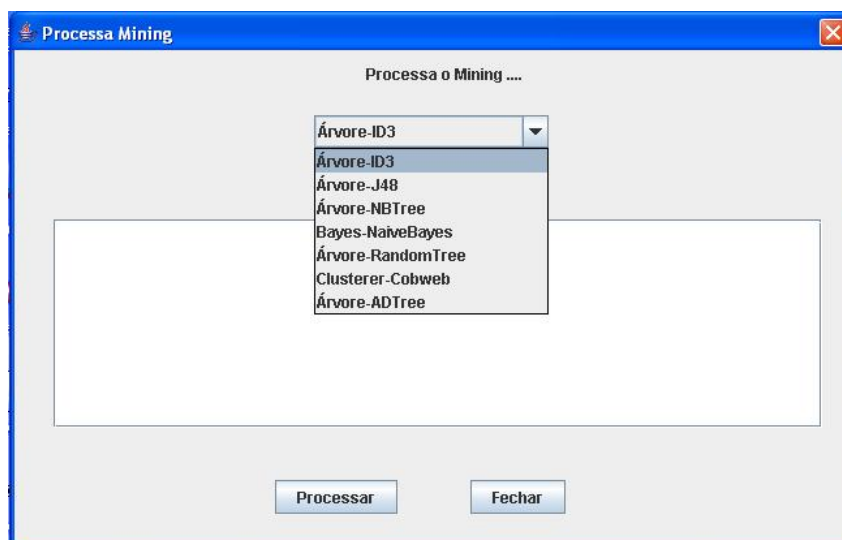 Processa Mining
Processa o Mining ....
Árvore-ID3
Árvore-ID3
Árvore-J48
Árvore-NBTree
Bayes-NaiveBayes
Árvore-RandomTree
Clusterer-Cobweb
Árvore-ADTree
Processar
Fechar